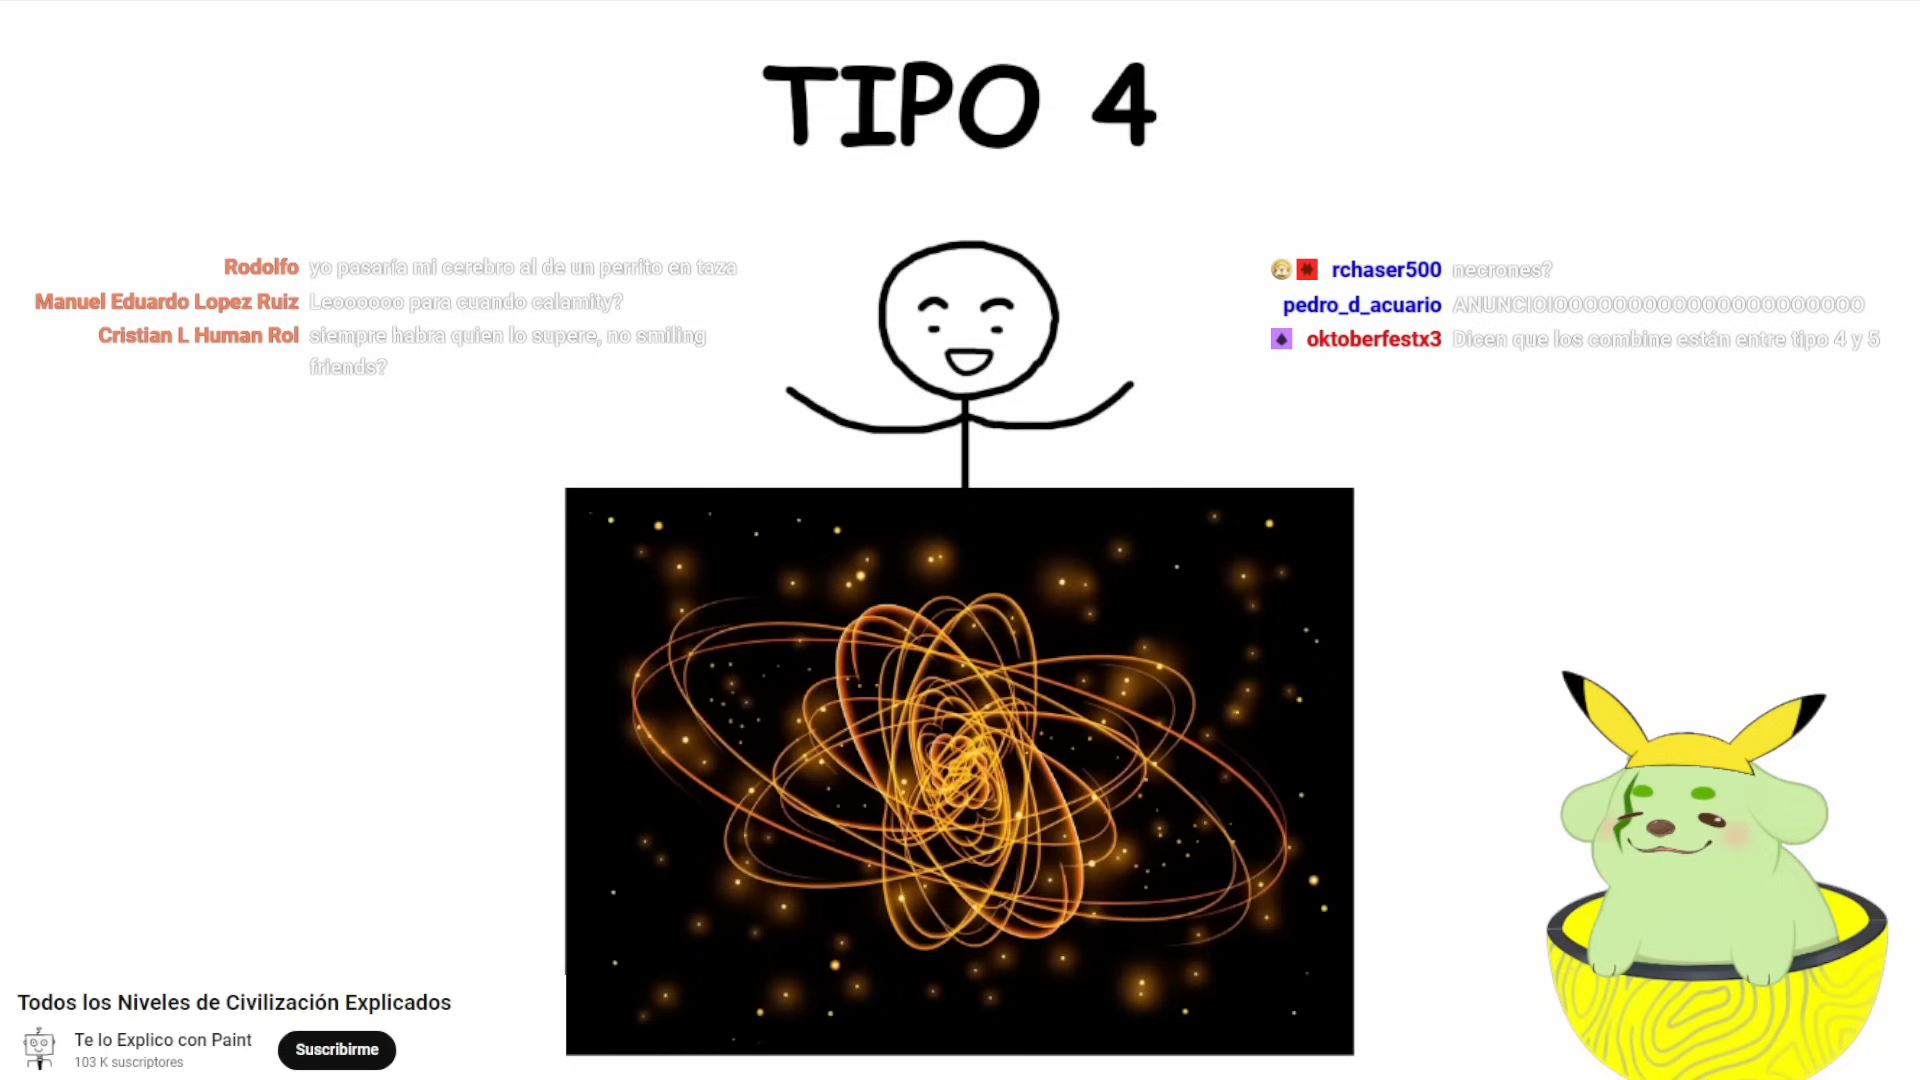 TIPO 4
Rodolfo yo pasaría mi cerebro al de un perrito en taza
Manuel Eduardo Lopez Ruiz Leoooooo para cuando calamity?
Cristian L Human Rol siempre habra quien lo supere, no smiling
friends?
rchaser500 necrones?
pedro_d_acuario ANUNCIOIOOOOOOOOOOOOOOOOOOOOO
oktoberfestx3 Dicen que los combine están entre tipo 4 y 5
Todos los Niveles de Civilización Explicados
Te lo Explico con Paint
103 K suscriptores
Suscribirme